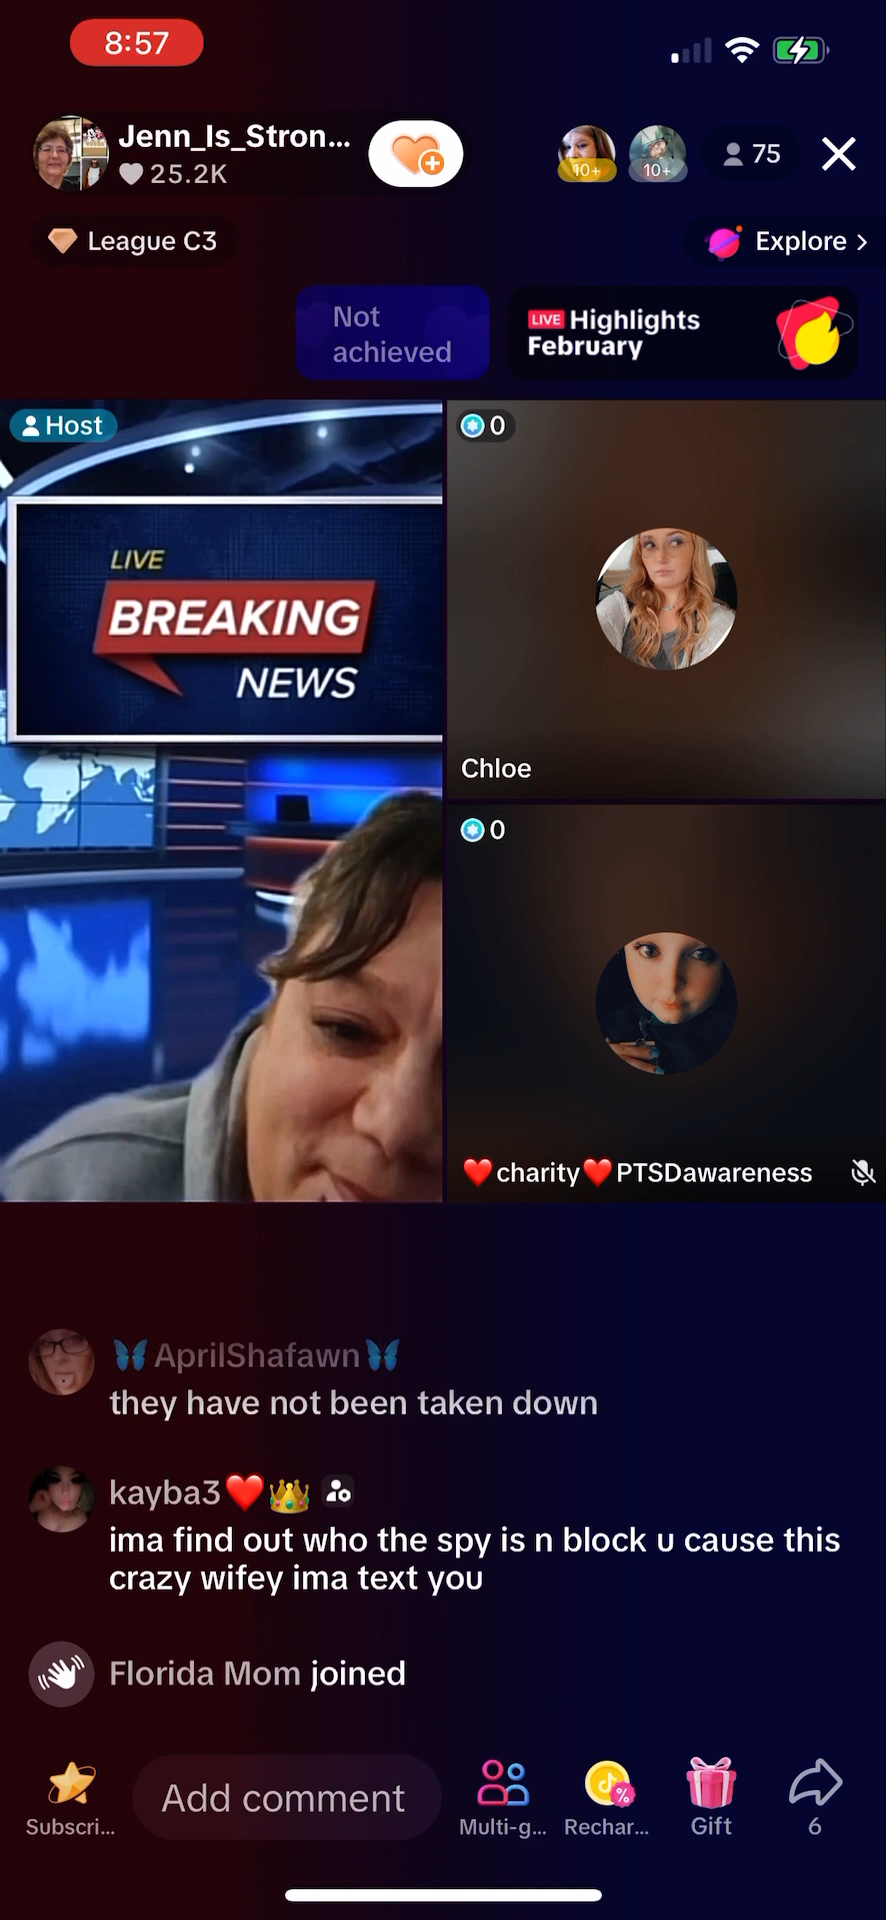 8:57
Jenn_Is_Stron...
25.2K
10+
10+
75
League C3
Explore >
Not
achieved
LIVE Highlights
February
Host
0
LIVE
BREAKING
NEWS
Chloe
0
❤️charity❤️PTSDawareness
🦋AprilShafawn🦋
they have not been taken down
kayba3❤️👑
ima find out who the spy is n block u cause this
crazy wifey ima text you
Florida Mom joined
Subscri...
Add comment
Multi-g...
Rechar...
Gift
6